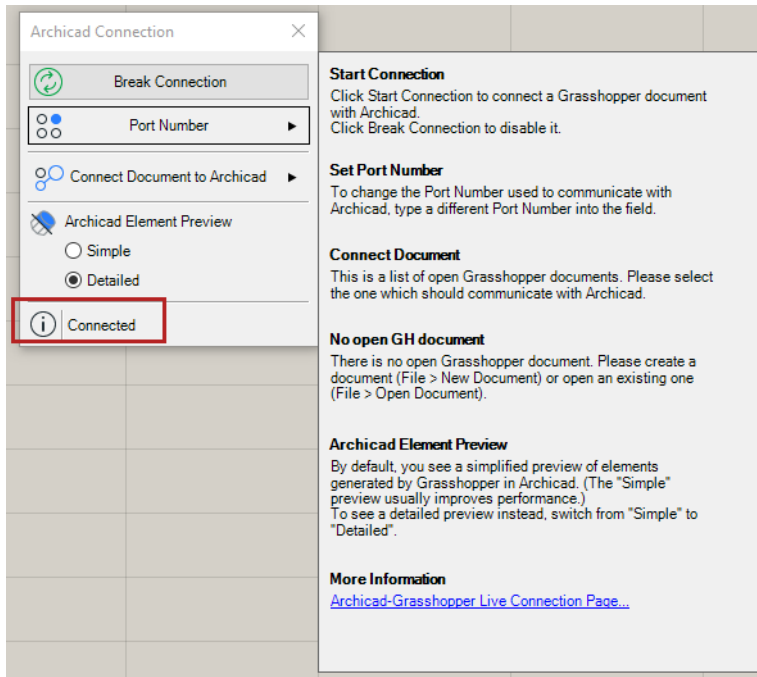 Archicad Connection
Break Connection
Port Number
Connect Document to Archicad
Archicad Element Preview
Simple
Detailed
Connected
Start Connection
Click Start Connection to connect a Grasshopper document
with Archicad.
Click Break Connection to disable it.
Set Port Number
To change the Port Number used to communicate with
Archicad, type a different Port Number into the field.
Connect Document
This is a list of open Grasshopper documents. Please select
the one which should communicate with Archicad.
No open GH document
There is no open Grasshopper document. Please create a
document (File > New Document) or open an existing one
(File > Open Document).
Archicad Element Preview
By default, you see a simplified preview of elements
generated by Grasshopper in Archicad. (The "Simple"
preview usually improves performance.)
To see a detailed preview instead, switch from "Simple" to
"Detailed".
More Information
Archicad-Grasshopper Live Connection Page...